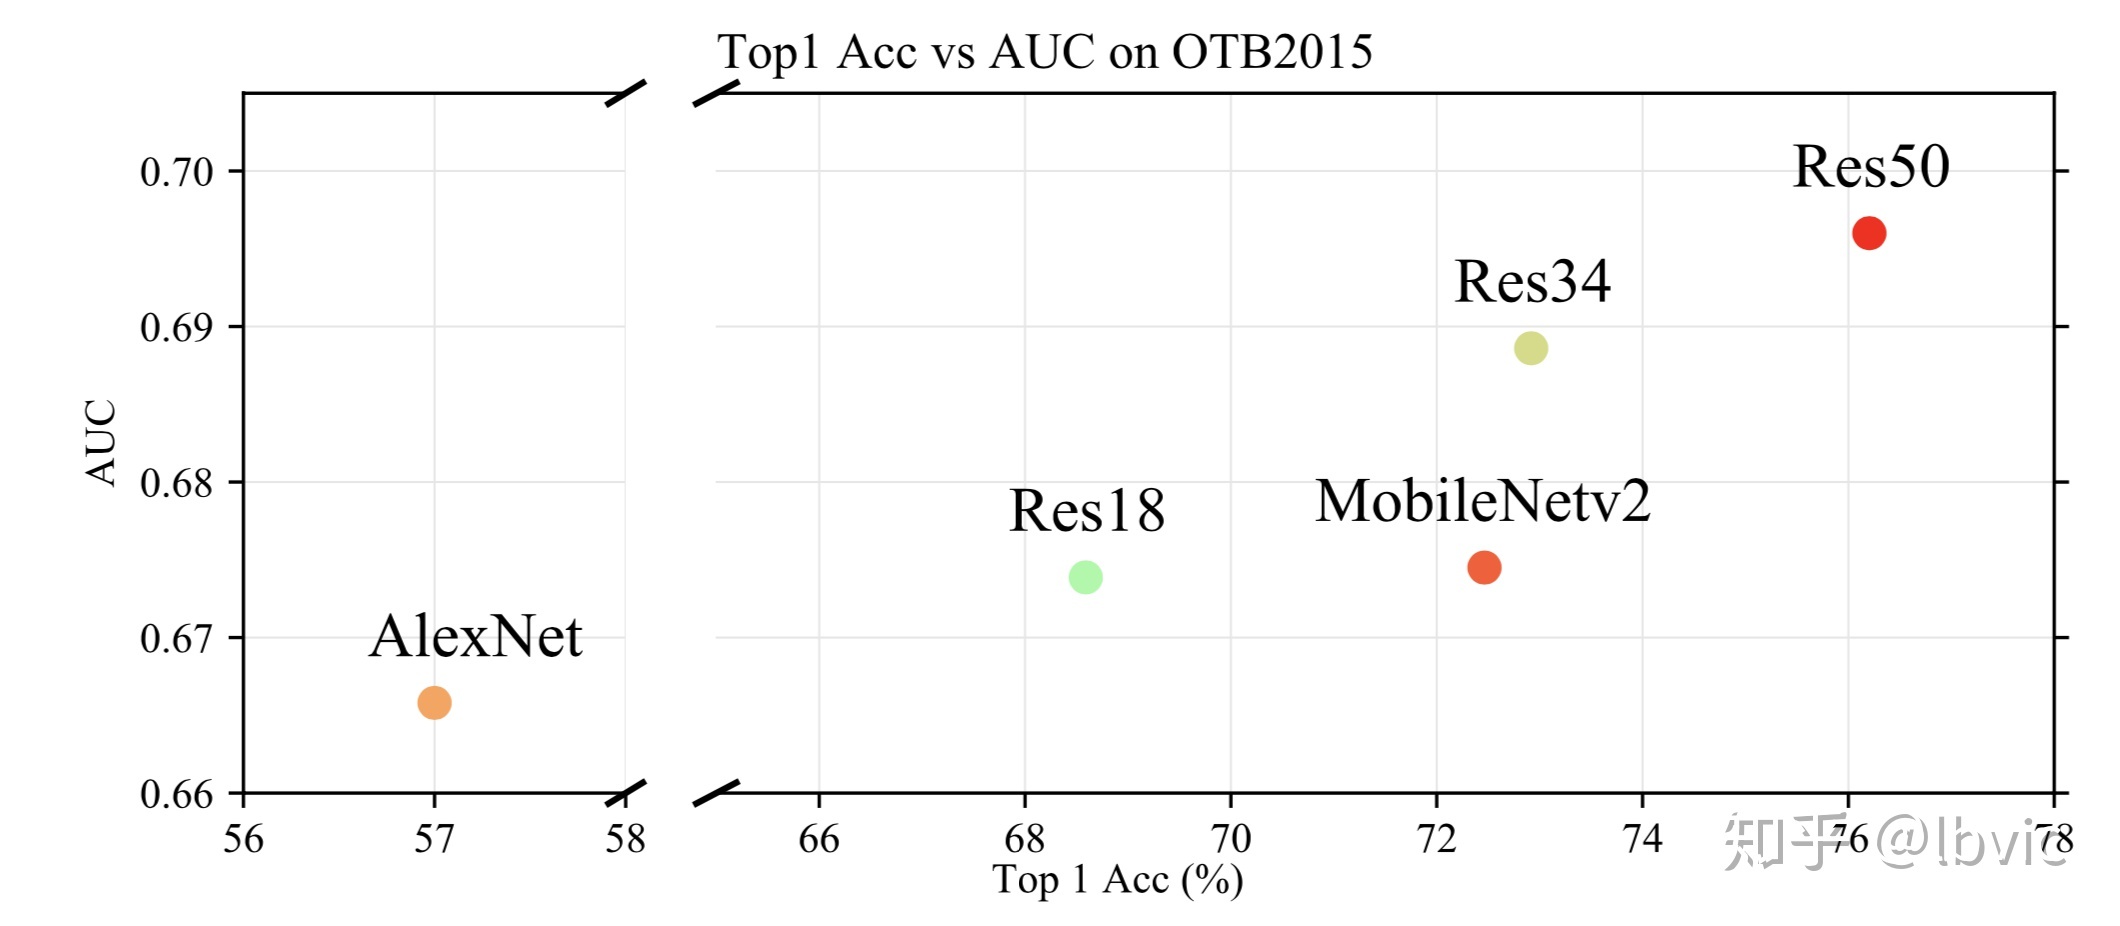 Top1 Acc vs AUC on OTB2015
0.70
Res50
Res34
0.69
AUC
0.68
Res18
MobileNetv2
0.67
AlexNet
0.66
56 57 58 66 68 70 72 74 76 78
Top 1 Acc (%)
知乎 @lbvic